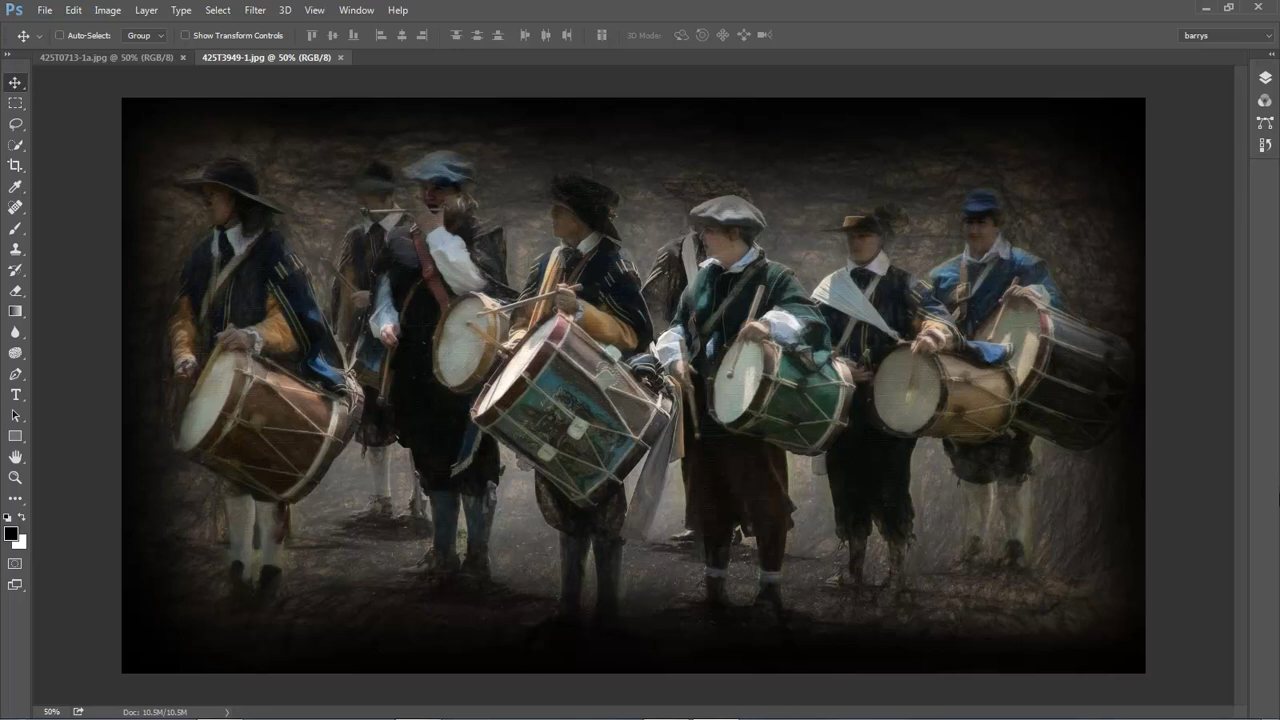 Ps File Edit Image Layer Type Select Filter 3D View Window Help
Auto-Select: Group Show Transform Controls 3D Mode: barrys
425T0713-1a.jpg @ 50% (RGB/8) × 425T3949-1.jpg @ 50% (RGB/8) ×
T
50% Doc: 10.5M/10.5M